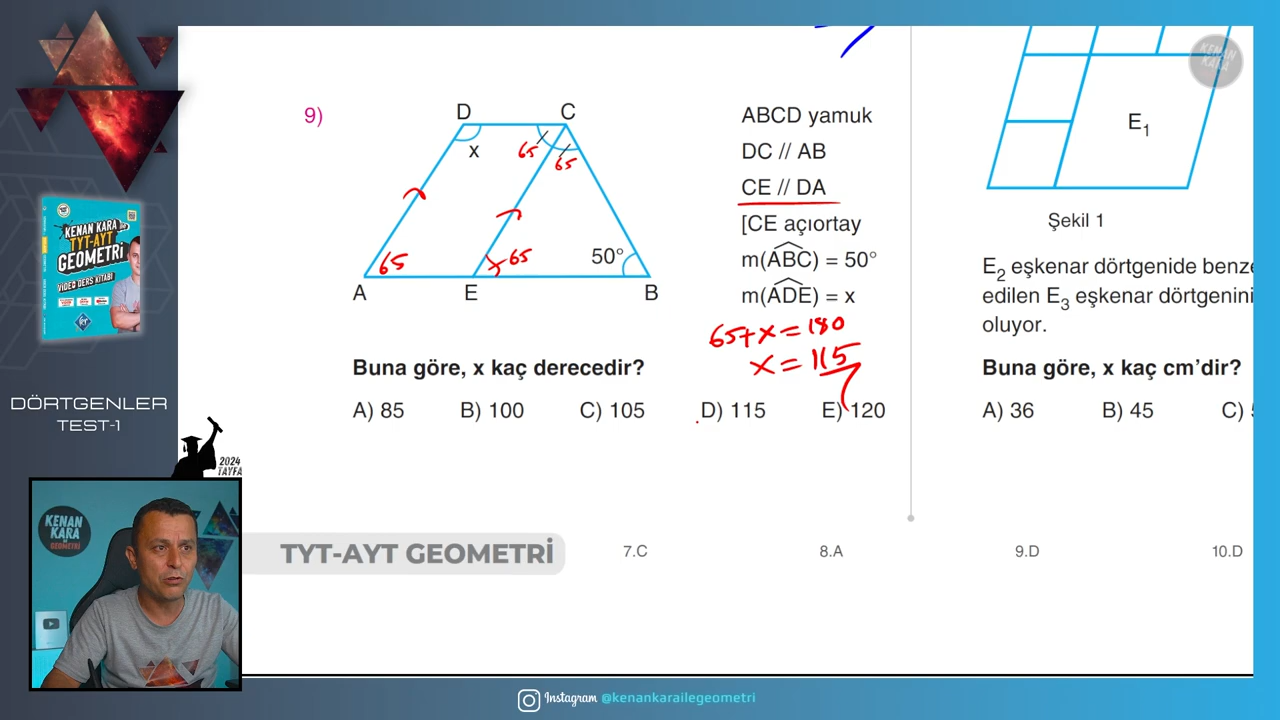 KENAN KARA
TYT-AYT
GEOMETRİ
VİDEO DERS KİTABI
DÖRTGENLER
TEST-1
2024
TAYFA
KENAN
KARA
GEOMETRİ
9)
D
C
x
65
65
65
65
50°
A
E
B
ABCD yamuk
DC // AB
CE // DA
[CE açıortay
m(ABC) = 50°
m(ADE) = x
65+x=180
x=115
Buna göre, x kaç derecedir?
A) 85 B) 100 C) 105 D) 115 E) 120
KENAN
KARA
E1
Şekil 1
E2 eşkenar dörtgenide benze
edilen E3 eşkenar dörtgenini
oluyor.
Buna göre, x kaç cm'dir?
A) 36 B) 45 C)
TYT-AYT GEOMETRİ
7.C 8.A 9.D 10.D
Instagram @kenankarailegeometri